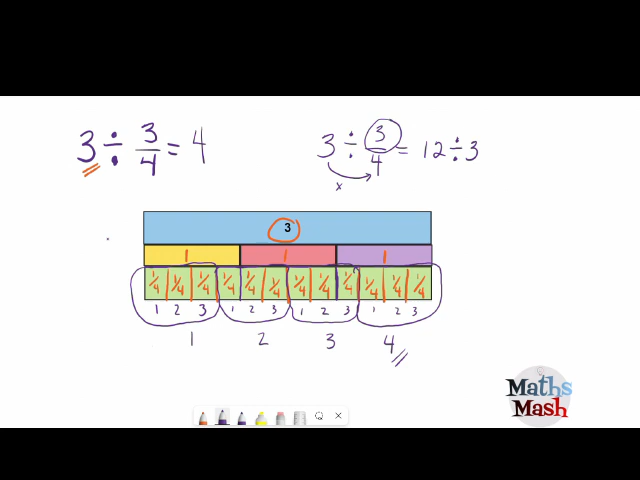 3 ÷ 3/4 = 4
3 ÷ 3/4 = 12 ÷ 3
x
3
1 1 1
1/4 1/4 1/4 1/4 1/4 1/4 1/4 1/4 1/4 1/4 1/4 1/4
1 2 3 1 2 3 1 2 3 1 2 3
1 2 3 4
Maths
Mash